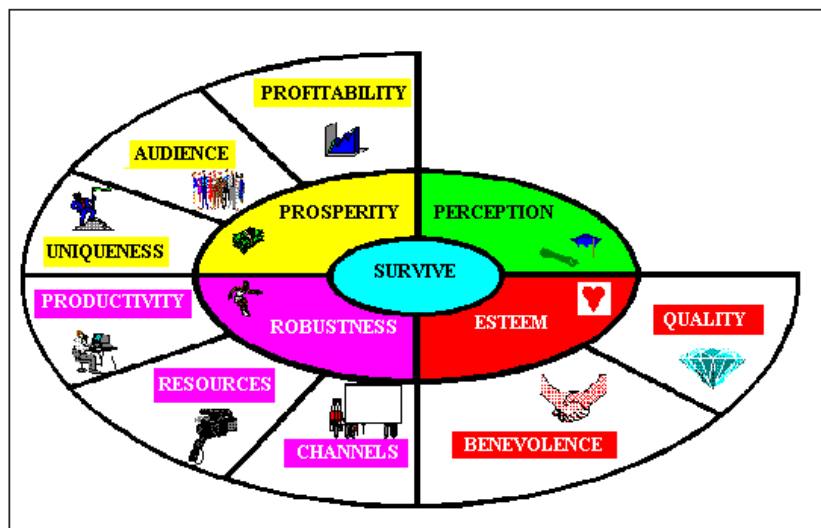 PROFITABILITY
AUDIENCE
UNIQUENESS
PROSPERITY
PERCEPTION
SURVIVE
PRODUCTIVITY
ROBUSTNESS
ESTEEM
QUALITY
RESOURCES
CHANNELS
BENEVOLENCE